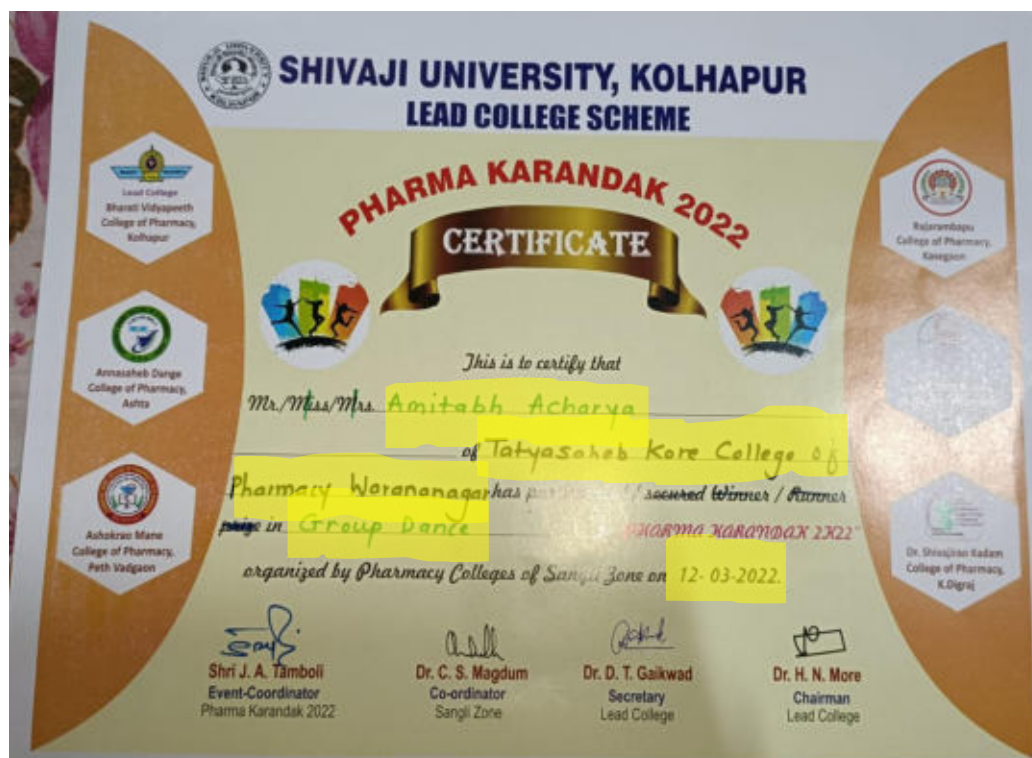 SHIVAJI UNIVERSITY, KOLHAPUR
LEAD COLLEGE SCHEME
PHARMA KARANDAK 2022
CERTIFICATE
Lead College
Bharati Vidyapeeth
College of Pharmacy,
Kolhapur
Annasaheb Dange
College of Pharmacy,
Ashta
Ashokrao Mane
College of Pharmacy,
Peth Vadgaon
Rajarambapu
College of Pharmacy,
Kasegaon
Dr. Shivajirao Kadam
College of Pharmacy,
K.Digraj
This is to certify that
Mr./Miss/Mrs. Amitabh Acharya
of Tatyasaheb Kore College of
Pharmacy Warananagar has / secured Winner / Runner
prize in Group Dance "PHARMA KARANDAK 2K22"
organized by Pharmacy Colleges of Sangli Zone on 12-03-2022.
Shri J. A. Tamboli
Event-Coordinator
Pharma Karandak 2022
Dr. C. S. Magdum
Co-ordinator
Sangli Zone
Dr. D. T. Gaikwad
Secretary
Lead College
Dr. H. N. More
Chairman
Lead College